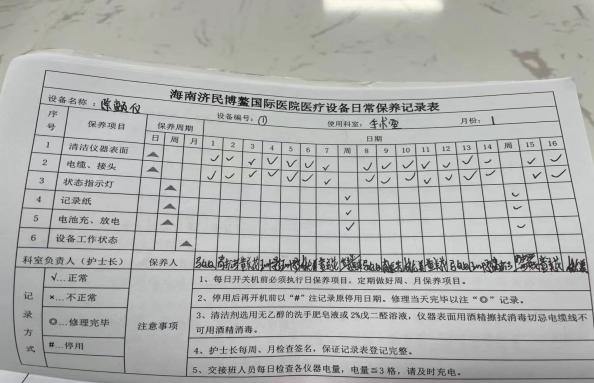 海南济民博鳌国际医院医疗设备日常保养记录表
设备名称：除颤仪 设备编号：① 使用科室：手术室 月份：1
序号 保养项目 保养周期 日期
日 周 月 1 2 3 4 5 6 7 周 8 9 10 11 12 13 14 周 15 16
1 清洁仪器表面 ▲ ✓ ✓ ✓ ✓ ✓ ✓ ✓ ✓ ✓ ✓ ✓ ✓ ✓ ✓ ✓ ✓
2 电缆、接头 ▲ ✓ ✓ ✓ ✓ ✓ ✓ ✓ ✓ ✓ ✓ ✓ ✓ ✓ ✓ ✓ ✓
3 状态指示灯 ▲ ✓ ✓
4 记录纸 ▲ ✓ ✓
5 电池充、放电 ▲ ✓ ✓
6 设备工作状态 ▲
科室负责人（护士长） 保养人
记录方式
√…正常
×…不正常
◎…修理完毕
#…停用
注意事项
1、每日开关机前必须执行日保养项目。定期做好周、月保养项目。
2、停用后再开机前以“#”注记录原停用日期。修理当天完毕以注“◎”记录。
3、清洁剂选用无乙醇的洗手肥皂液或2%戊二醛溶液，仪器表面用酒精擦拭消毒切忌电缆线不可用酒精消毒。
4、护士长每周、月检查签名，保证记录表登记完整。
5、交接班人员每日检查各仪器电量，电量≡3格，请及时充电。